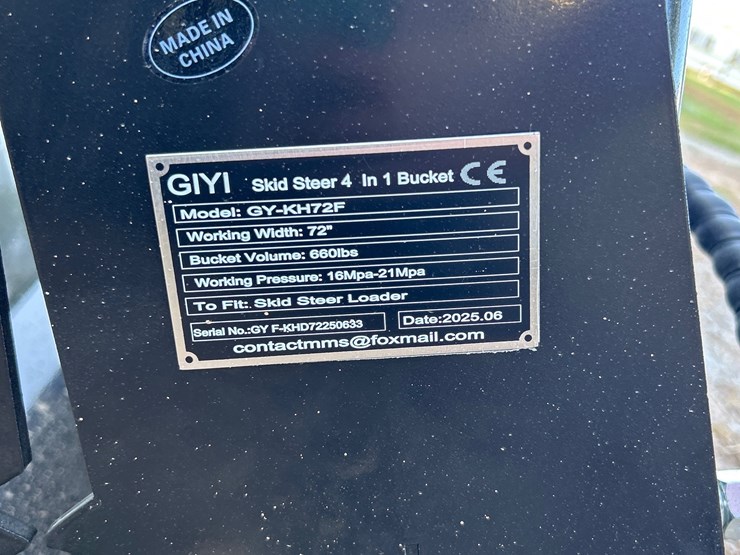 MADE IN
CHINA
GIYI Skid Steer 4 In 1 Bucket CE
Model: GY-KH72F
Working Width: 72"
Bucket Volume: 660lbs
Working Pressure: 16Mpa-21Mpa
To Fit: Skid Steer Loader
Serial No.:GY F-KHD72250633 Date:2025.06
contactmms@foxmail.com